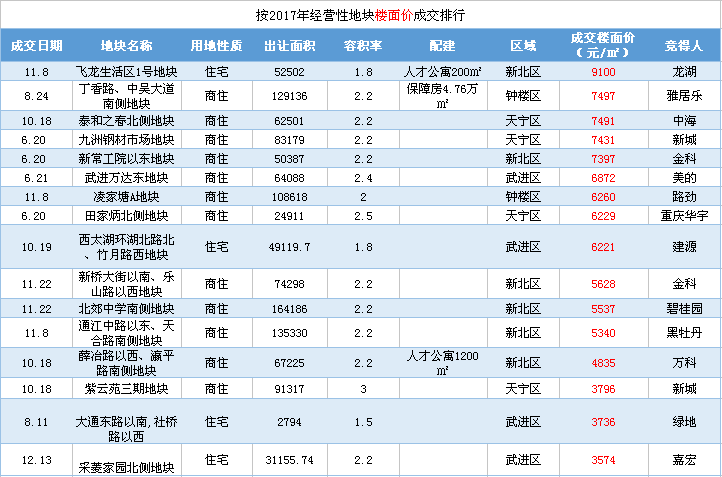 按2017年经营性地块楼面价成交排行
成交日期 地块名称 用地性质 出让面积 容积率 配建 区域 成交楼面价（元/㎡） 竞得人
11.8 飞龙生活区1号地块 住宅 52502 1.8 人才公寓200㎡ 新北区 9100 龙湖
8.24 丁香路、中吴大道南侧地块 商住 129136 2.2 保障房4.76万㎡ 钟楼区 7497 雅居乐
10.18 泰和之春北侧地块 商住 62501 2.2 天宁区 7491 中海
6.20 九洲钢材市场地块 商住 83179 2.2 天宁区 7431 新城
6.20 新常工院以东地块 商住 50387 2.2 新北区 7397 金科
6.21 武进万达东地块 商住 64088 2.4 武进区 6872 美的
11.8 凌家塘A地块 商住 108618 2 钟楼区 6260 路劲
6.20 田家炳北侧地块 商住 24911 2.5 天宁区 6229 重庆华宇
10.19 西太湖环湖北路北、竹月路西地块 住宅 49119.7 1.8 武进区 6221 建源
11.22 新桥大街以南、乐山路以西地块 商住 74298 2.2 新北区 5628 金科
11.22 北郊中学南侧地块 商住 164186 2.2 新北区 5537 碧桂园
11.8 通江中路以东、天合路南侧地块 商住 135330 2.2 新北区 5340 黑牡丹
10.18 薛冶路以西、瀛平路南侧地块 商住 67225 2.2 人才公寓1200㎡ 新北区 4835 万科
10.18 紫云苑三期地块 商住 91317 3 天宁区 3796 新城
8.11 大通东路以南,社桥路以西 住宅 2794 1.5 武进区 3736 绿地
12.13 采菱家园北侧地块 住宅 31155.74 2.2 武进区 3574 嘉宏